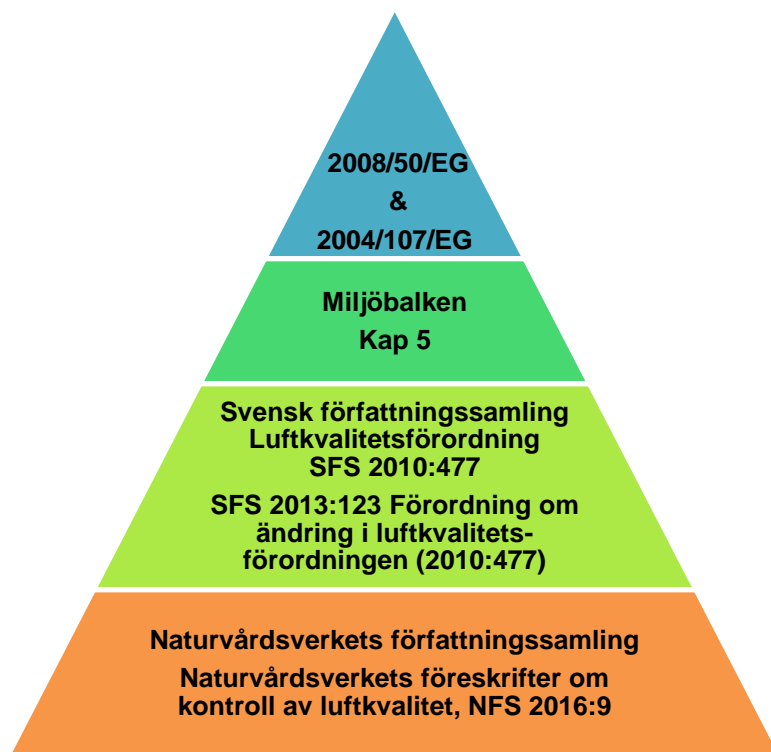 2008/50/EG
&
2004/107/EG
Miljöbalken
Kap 5
Svensk författningssamling
Luftkvalitetsförordning
SFS 2010:477
SFS 2013:123 Förordning om
ändring i luftkvalitets-
förordningen (2010:477)
Naturvårdsverkets författningssamling
Naturvårdsverkets föreskrifter om
kontroll av luftkvalitet, NFS 2016:9